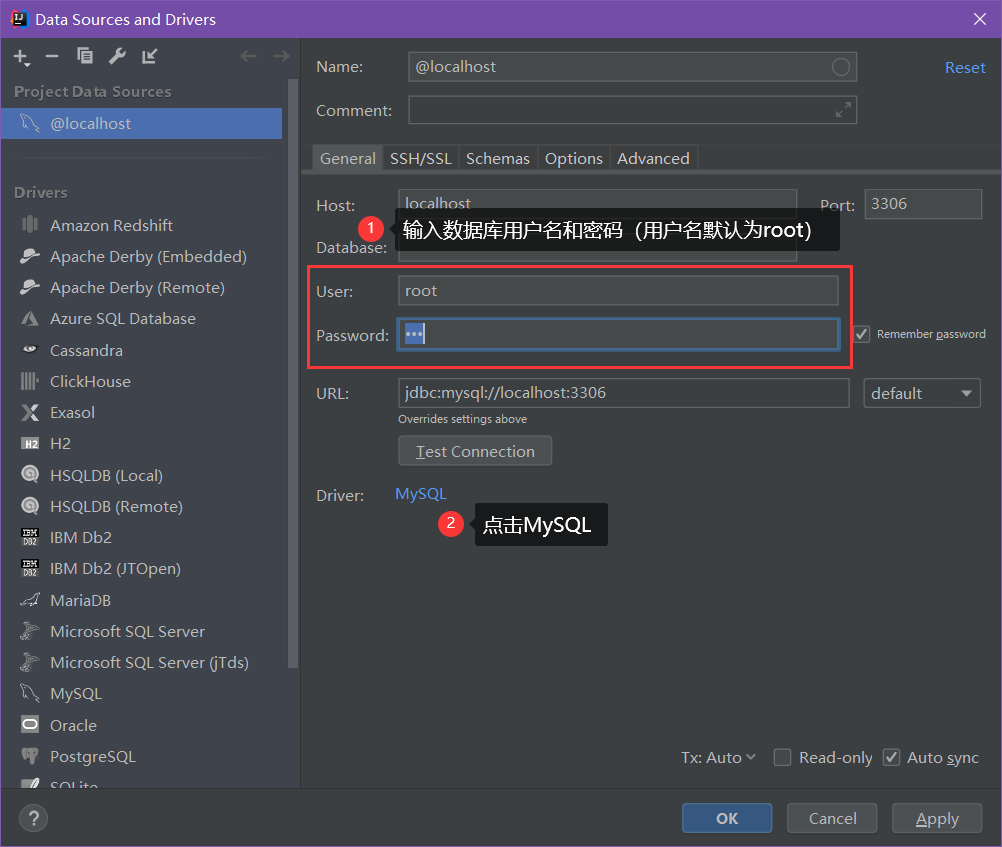 Data Sources and Drivers
Project Data Sources
@localhost
Drivers
Amazon Redshift
Apache Derby (Embedded)
Apache Derby (Remote)
Azure SQL Database
Cassandra
ClickHouse
Exasol
H2
H2
HSQLDB (Local)
HSQLDB (Remote)
IBM DB2
IBM Db2
IBM DB2
IBM Db2 (JTOpen)
MariaDB
Microsoft SQL Server
Microsoft SQL Server (jTds)
MySQL
Oracle
PostgreSQL
SQLite
Name: @localhost
Reset
Comment:
General SSH/SSL Schemas Options Advanced
Host: localhost Port: 3306
1 输入数据库用户名和密码（用户名默认为root）
Database:
User: root
Password: ••• Remember password
URL: jdbc:mysql://localhost:3306 default
Overrides settings above
Test Connection
Driver: MySQL
2 点击MySQL
Tx: Auto Read-only Auto sync
? OK Cancel Apply